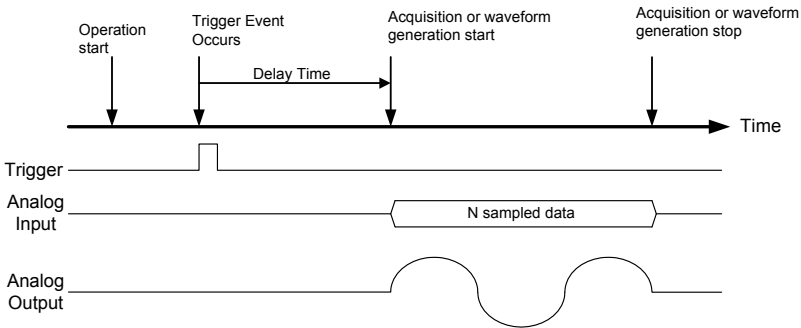 Operation
start
Trigger Event
Occurs
Acquisition or waveform
generation start
Acquisition or waveform
generation stop
Delay Time
Time
Trigger
Analog
Input
N sampled data
Analog
Output